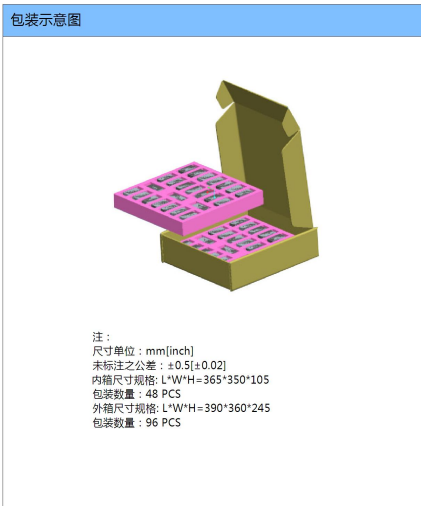 包装示意图
注：
尺寸单位：mm[inch]
未标注之公差：±0.5[±0.02]
内箱尺寸规格: L*W*H=365*350*105
包装数量：48 PCS
外箱尺寸规格: L*W*H=390*360*245
包装数量：96 PCS